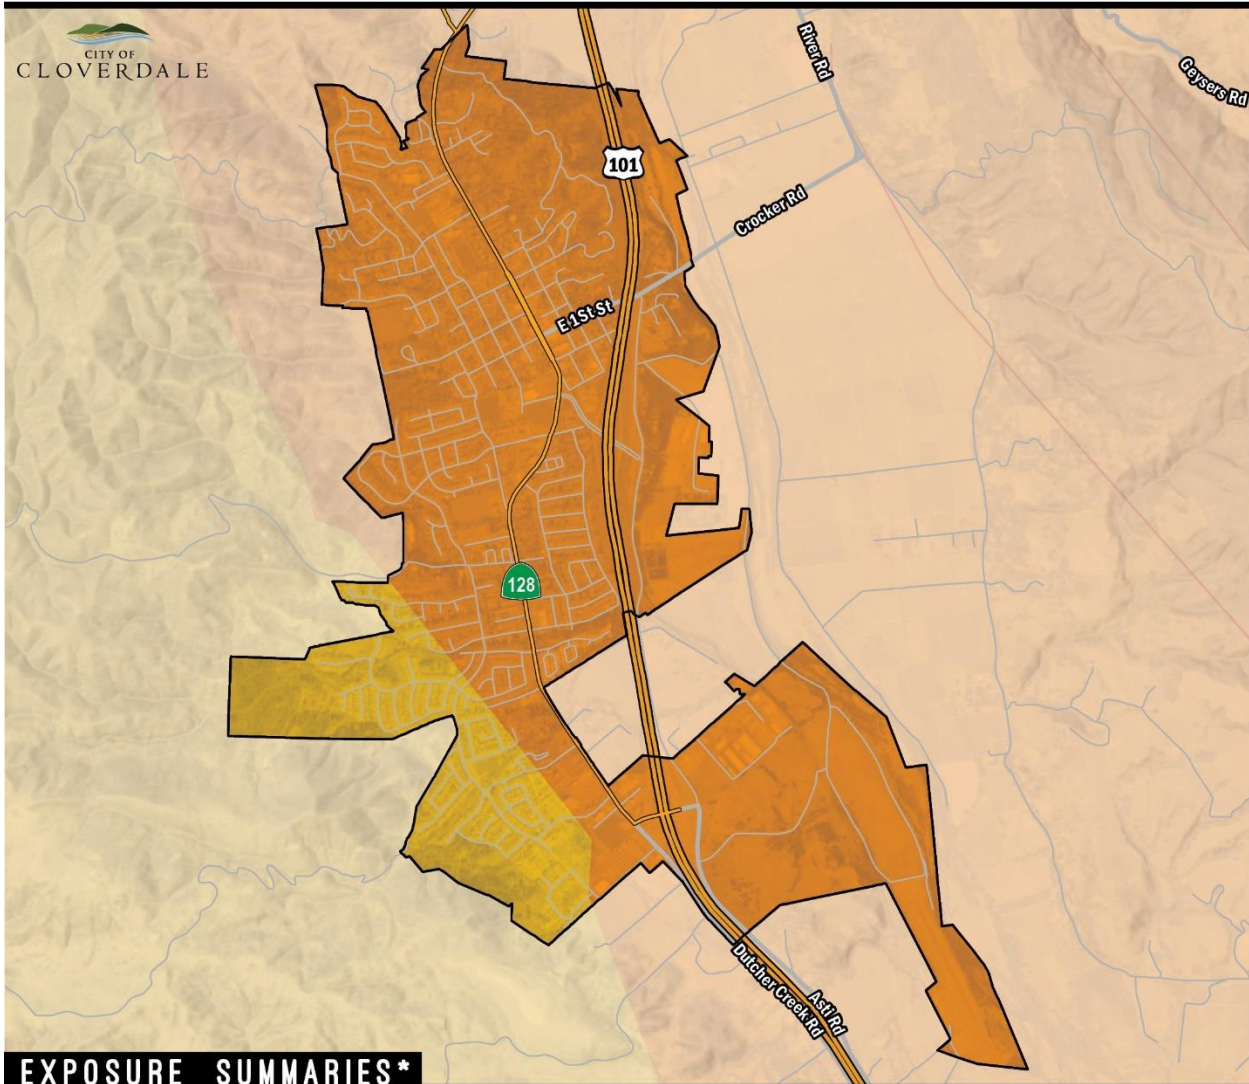 CITY OF
CLOVERDALE
River Rd
Geysers Rd
101
Crocker Rd
E 1St St
128
Dutcher Creek Rd
Asti Rd
EXPOSURE SUMMARIES*